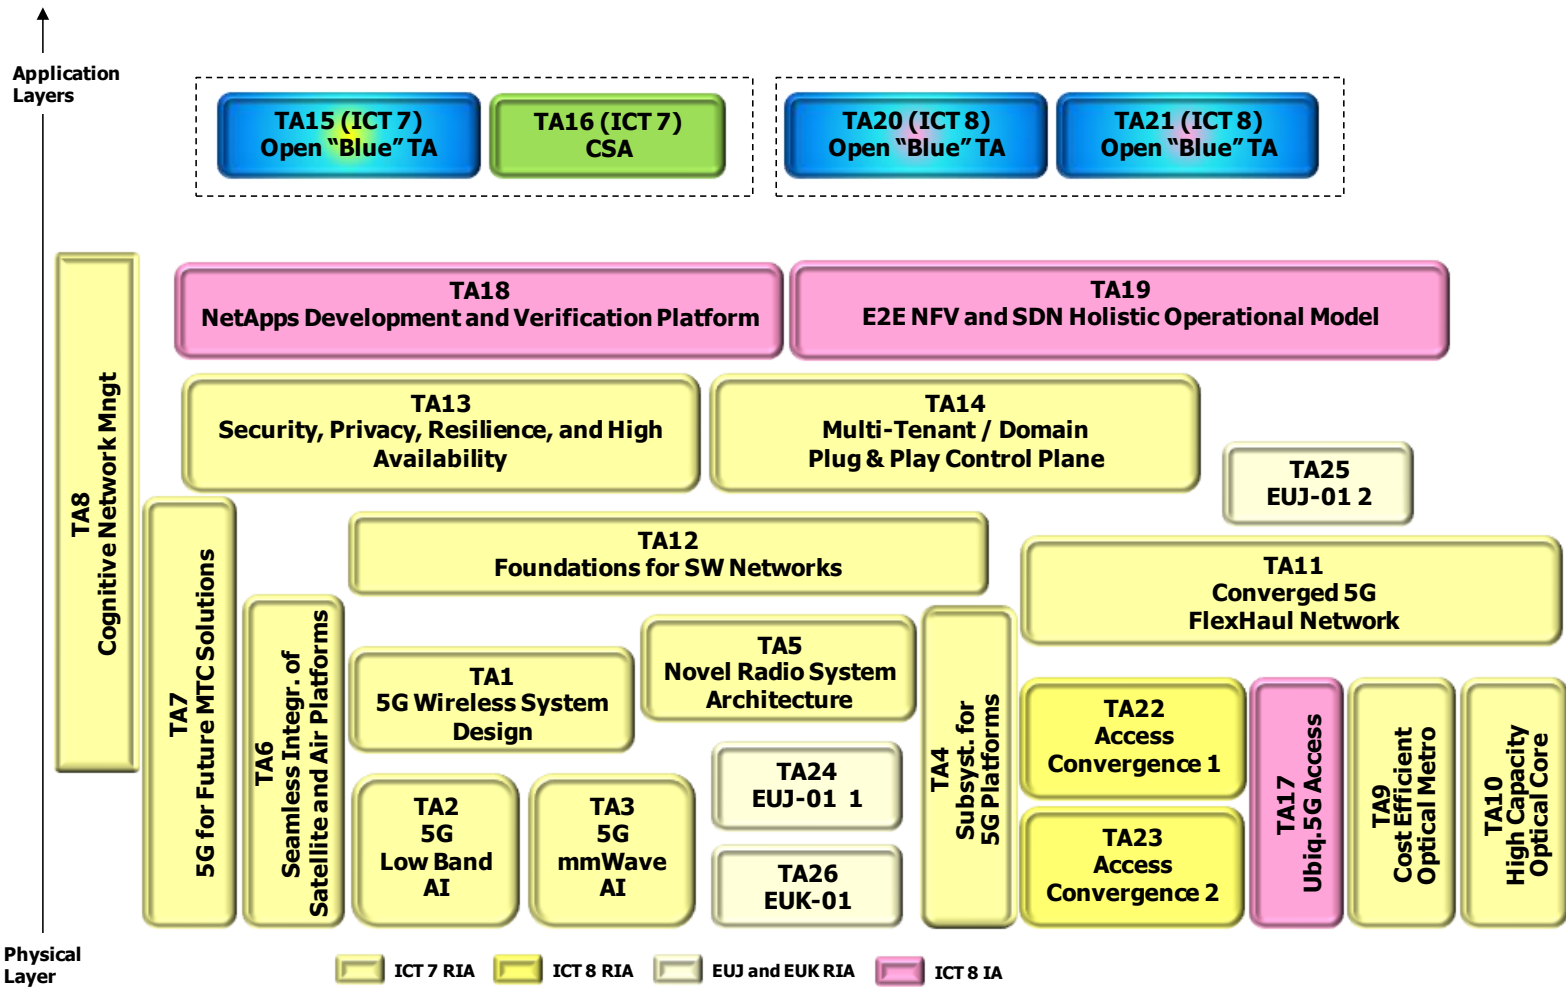 Application
Layers
TA15 (ICT 7)
Open “Blue” TA
TA16 (ICT 7)
CSA
TA20 (ICT 8)
Open “Blue” TA
TA21 (ICT 8)
Open “Blue” TA
TA18
NetApps Development and Verification Platform
TA19
E2E NFV and SDN Holistic Operational Model
TA8
Cognitive Network Mngt
TA13
Security, Privacy, Resilience, and High
Availability
TA14
Multi-Tenant / Domain
Plug & Play Control Plane
TA25
EUJ-01 2
TA7
5G for Future MTC Solutions
TA12
Foundations for SW Networks
TA11
Converged 5G
FlexHaul Network
TA6
Seamless Integr. of
Satellite and Air Platforms
TA1
5G Wireless System
Design
TA5
Novel Radio System
Architecture
TA4
Subsyst. for
5G Platforms
TA22
Access
Convergence 1
TA17
Ubiq.5G Access
TA9
Cost Efficient
Optical Metro
TA10
High Capacity
Optical Core
TA24
EUJ-01 1
TA2
5G
Low Band
AI
TA3
5G
mmWave
AI
TA23
Access
Convergence 2
TA26
EUK-01
Physical
Layer
ICT 7 RIA
ICT 8 RIA
EUJ and EUK RIA
ICT 8 IA